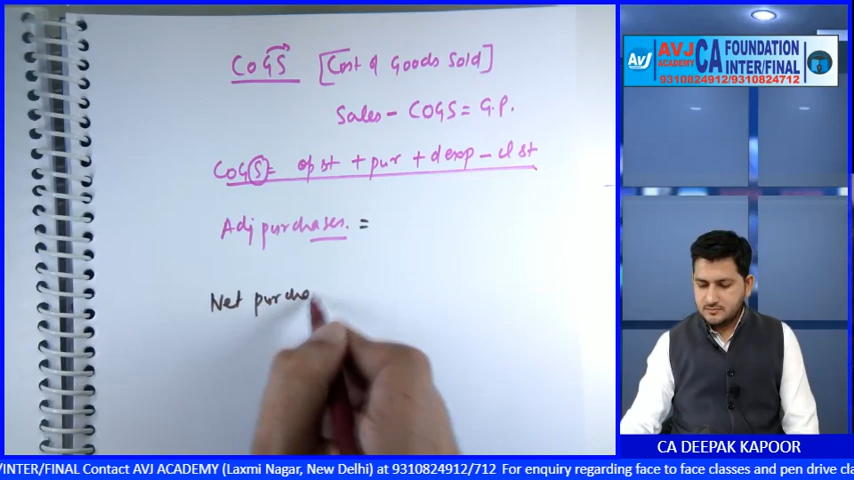 COGS [Cost of Goods Sold]
Sales - COGS = G.P.
COGS = op st + pur + d exp - cl st
Adj purchases. =
Net purcha
AVJ
AVJ
ACADEMY
CA
FOUNDATION
INTER/FINAL
9310824912/9310824712
CA DEEPAK KAPOOR
/INTER/FINAL Contact AVJ ACADEMY (Laxmi Nagar, New Delhi) at 9310824912/712 For enquiry regarding face to face classes and pen drive cla